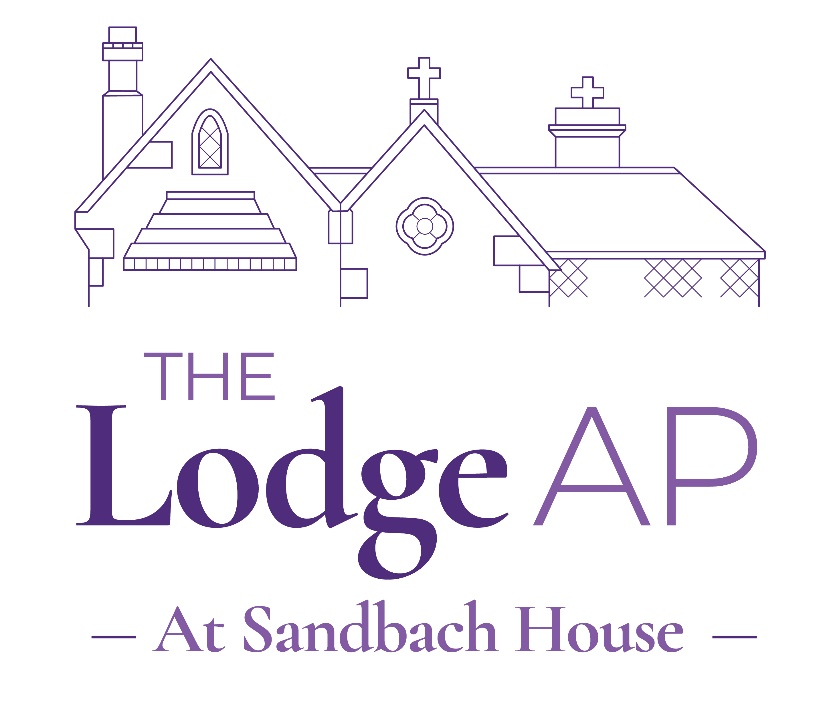 THE
Lodge AP
— At Sandbach House —